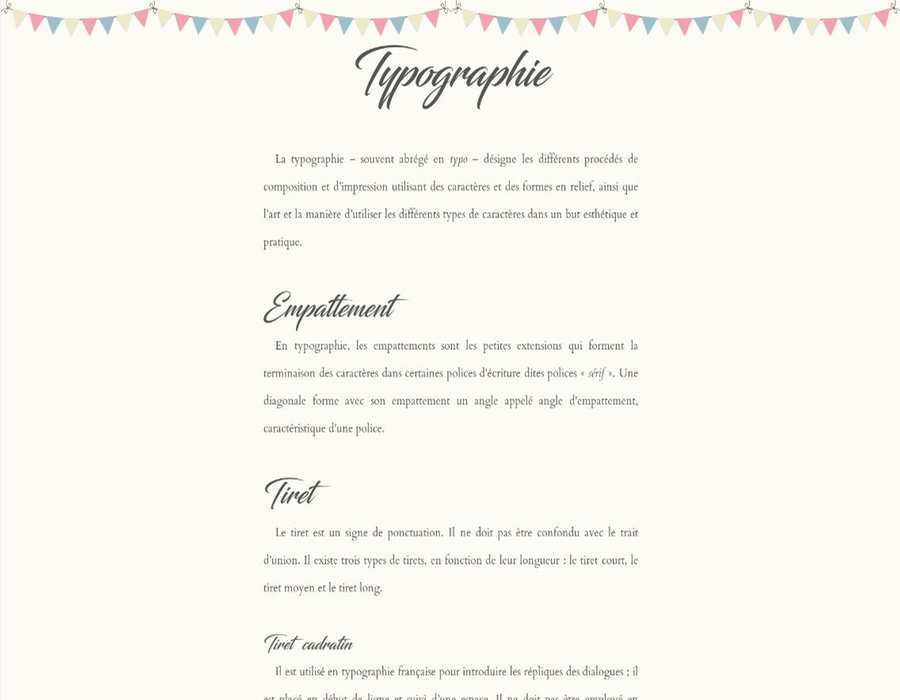 Typographie
La typographie – souvent abrégé en typo – désigne les différents procédés de
composition et d'impression utilisant des caractères et des formes en relief, ainsi que
l'art et la manière d'utiliser les différents types de caractères dans un but esthétique et
pratique.
Empattement
En typographie, les empattements sont les petites extensions qui forment la
terminaison des caractères dans certaines polices d'écriture dites polices « sérif ». Une
diagonale forme avec son empattement un angle appelé angle d'empattement,
caractéristique d'une police.
Tiret
Le tiret est un signe de ponctuation. Il ne doit pas être confondu avec le trait
d'union. Il existe trois types de tirets, en fonction de leur longueur : le tiret court, le
tiret moyen et le tiret long.
Tiret cadratin
Il est utilisé en typographie française pour introduire les répliques des dialogues ; il
est placé en début de ligne et suivi d'une espace. Il ne doit pas être employé en